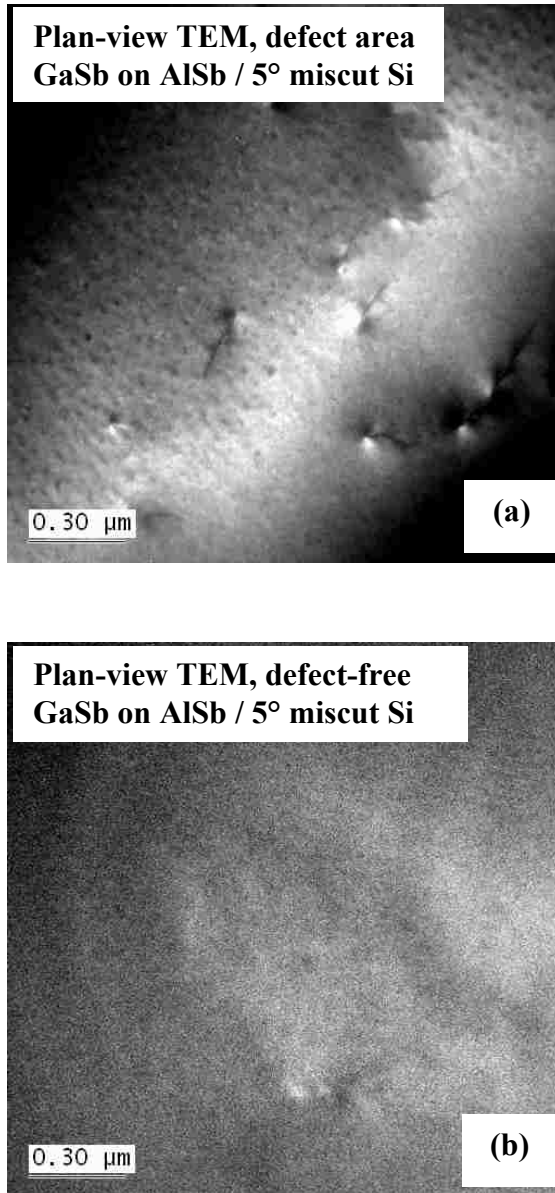 Plan-view TEM, defect area
GaSb on AlSb / 5° miscut Si
0.30 µm
(a)
Plan-view TEM, defect-free
GaSb on AlSb / 5° miscut Si
0.30 µm
(b)